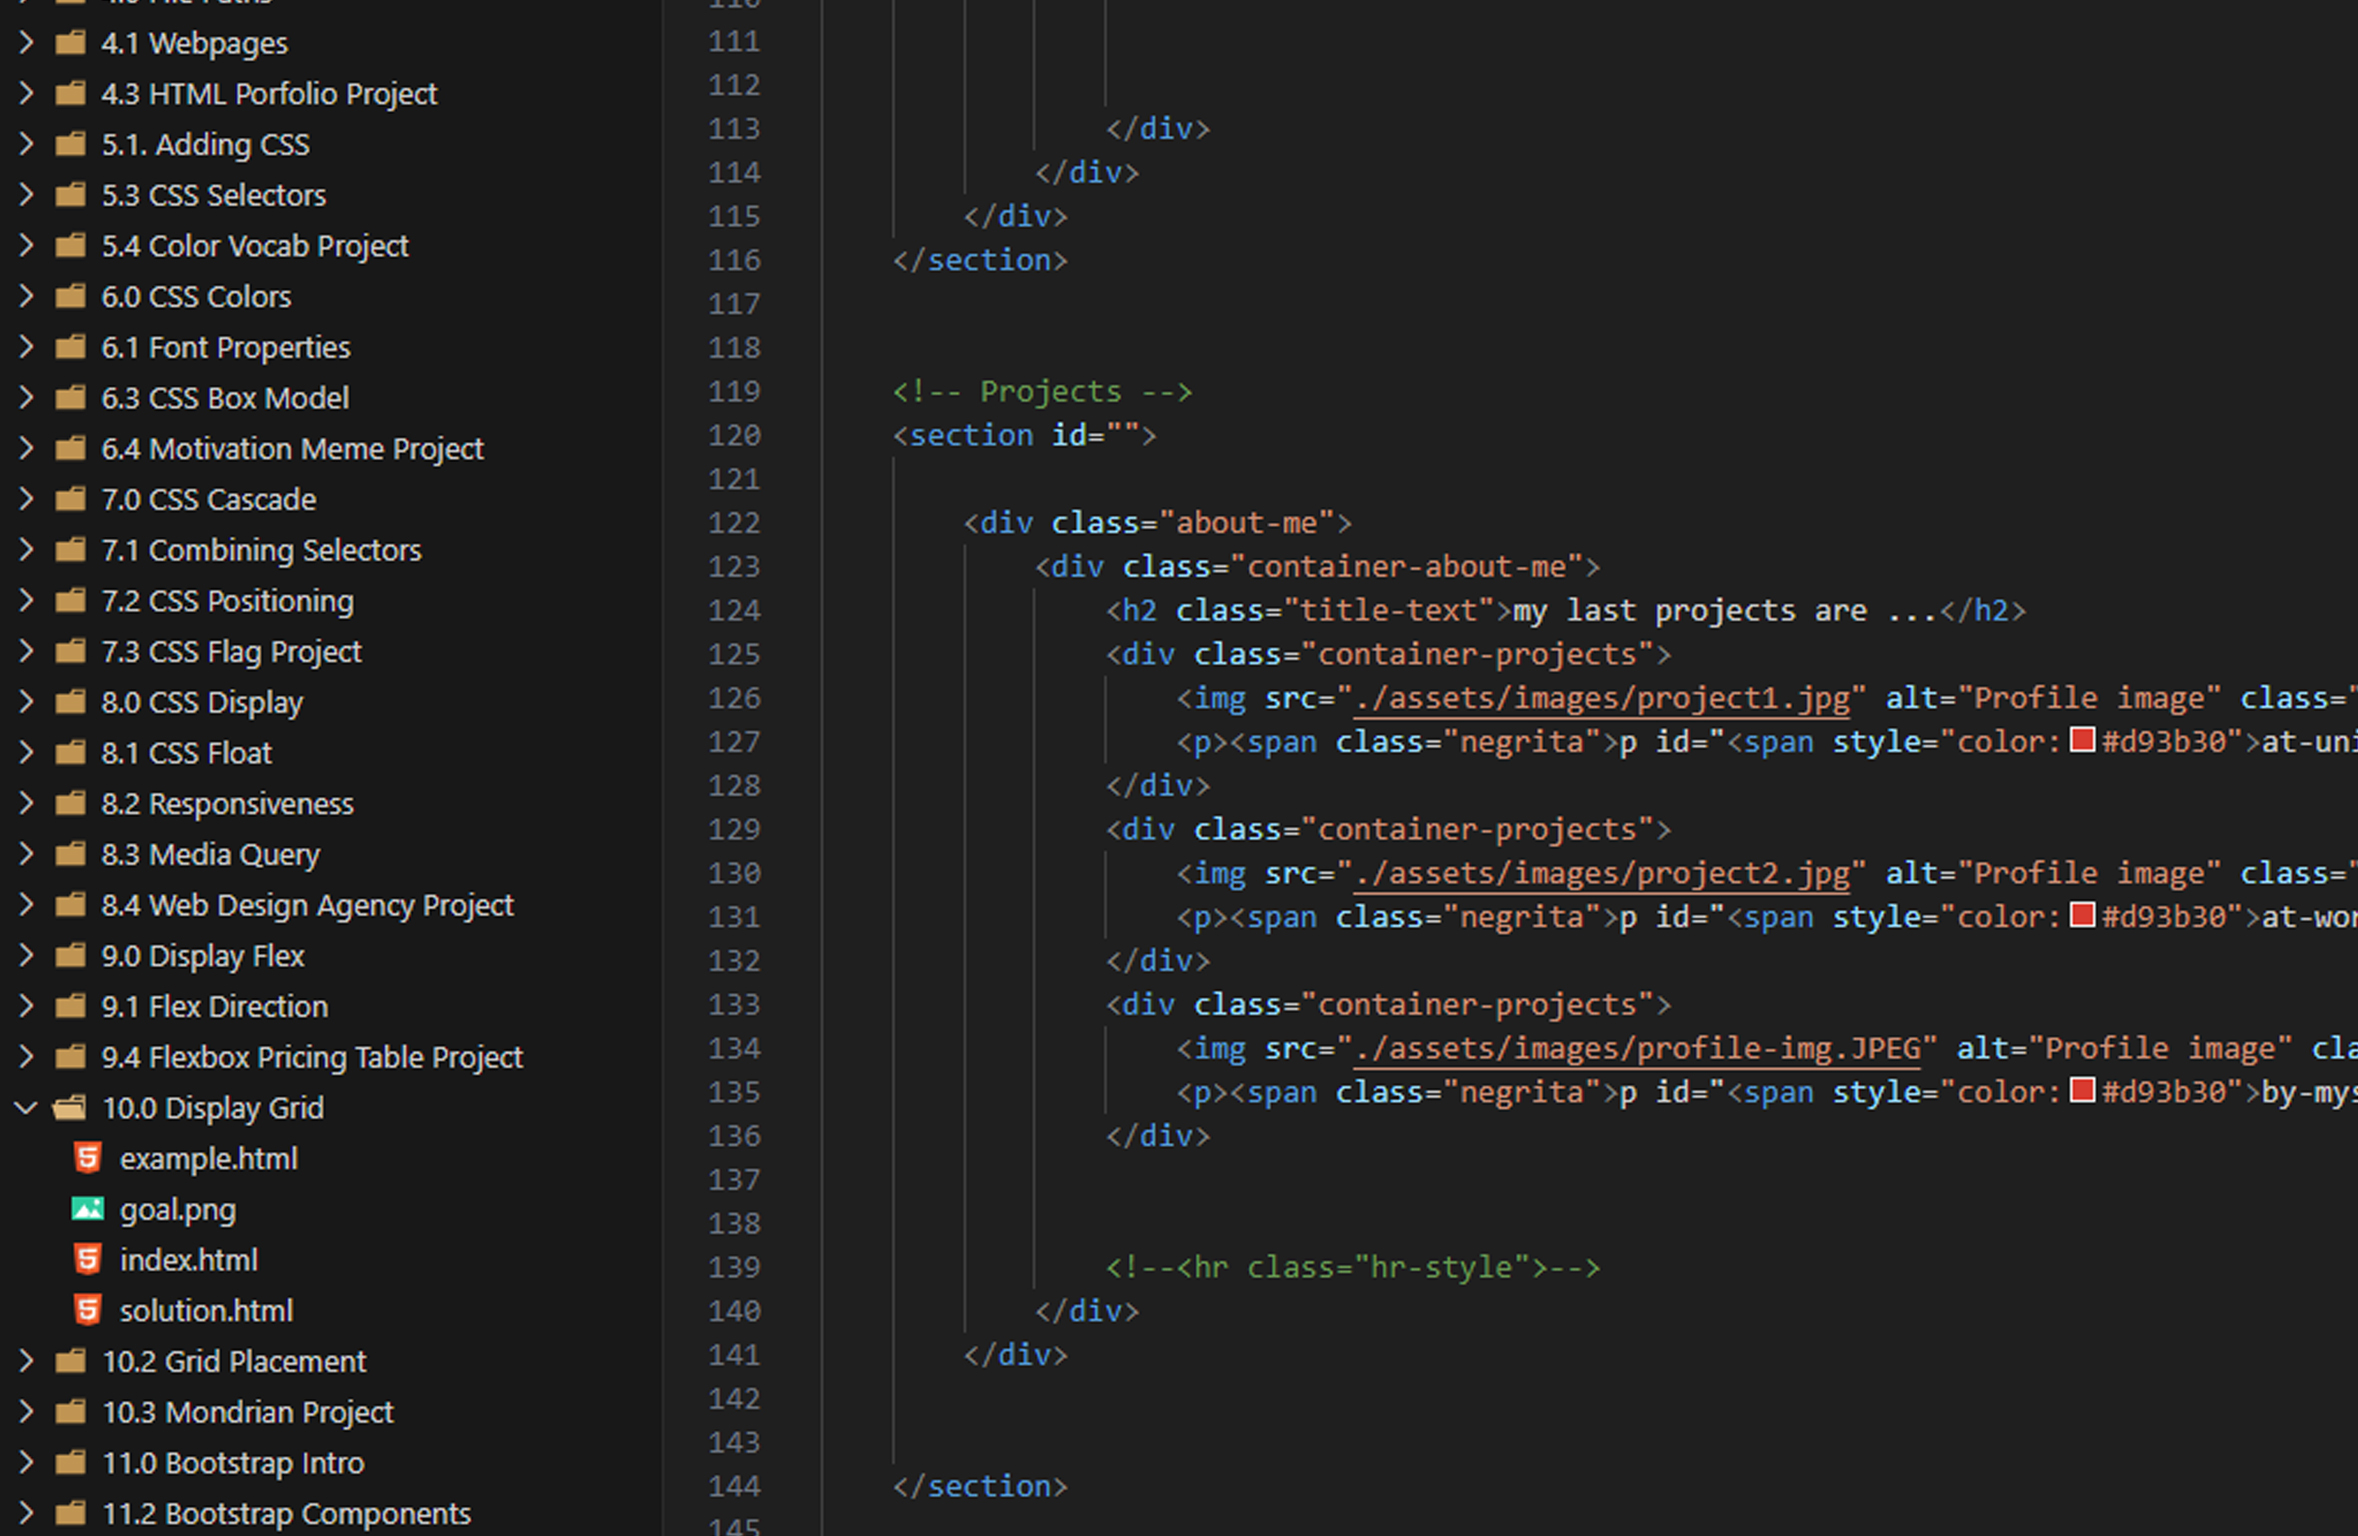 4.1 Webpages
4.3 HTML Porfolio Project
5.1. Adding CSS
5.3 CSS Selectors
5.4 Color Vocab Project
6.0 CSS Colors
6.1 Font Properties
6.3 CSS Box Model
6.4 Motivation Meme Project
7.0 CSS Cascade
7.1 Combining Selectors
7.2 CSS Positioning
7.3 CSS Flag Project
8.0 CSS Display
8.1 CSS Float
8.2 Responsiveness
8.3 Media Query
8.4 Web Design Agency Project
9.0 Display Flex
9.1 Flex Direction
9.4 Flexbox Pricing Table Project
10.0 Display Grid
example.html
goal.png
index.html
solution.html
10.2 Grid Placement
10.3 Mondrian Project
11.0 Bootstrap Intro
11.2 Bootstrap Components
111
112
113 </div>
114 </div>
115 </div>
116 </section>
117
118
119 <!-- Projects -->
120 <section id="">
121
122 <div class="about-me">
123 <div class="container-about-me">
124 <h2 class="title-text">my last projects are ...</h2>
125 <div class="container-projects">
126 <img src="./assets/images/project1.jpg" alt="Profile image" class="
127 <p><span class="negrita">p id="<span style="color: #d93b30">at-uni
128 </div>
129 <div class="container-projects">
130 <img src="./assets/images/project2.jpg" alt="Profile image" class="
131 <p><span class="negrita">p id="<span style="color: #d93b30">at-wor
132 </div>
133 <div class="container-projects">
134 <img src="./assets/images/profile-img.JPEG" alt="Profile image" cla
135 <p><span class="negrita">p id="<span style="color: #d93b30">by-mys
136 </div>
137
138
139 <!--<hr class="hr-style">-->
140 </div>
141 </div>
142
143
144 </section>
145